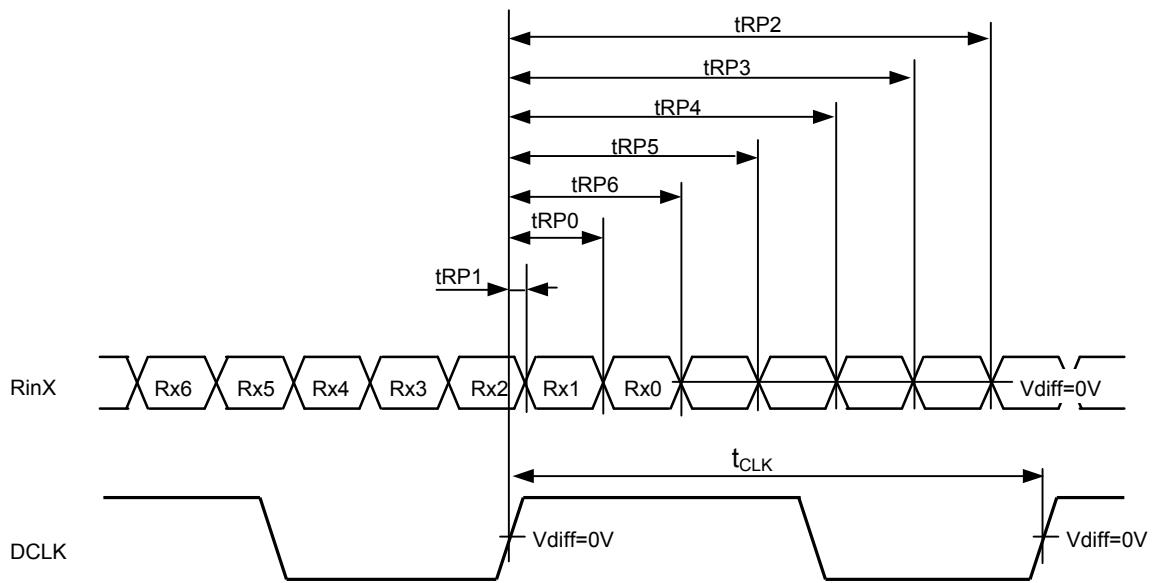 tRP2
tRP3
tRP4
tRP5
tRP6
tRP0
tRP1
RinX Rx6 Rx5 Rx4 Rx3 Rx2 Rx1 Rx0 Vdiff=0V
tCLK
DCLK Vdiff=0V Vdiff=0V